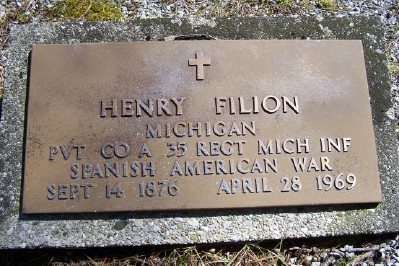 HENRY FILION
MICHIGAN
PVT CO A 35 REGT MICH INF
SPANISH AMERICAN WAR
SEPT 14 1876 APRIL 28 1969